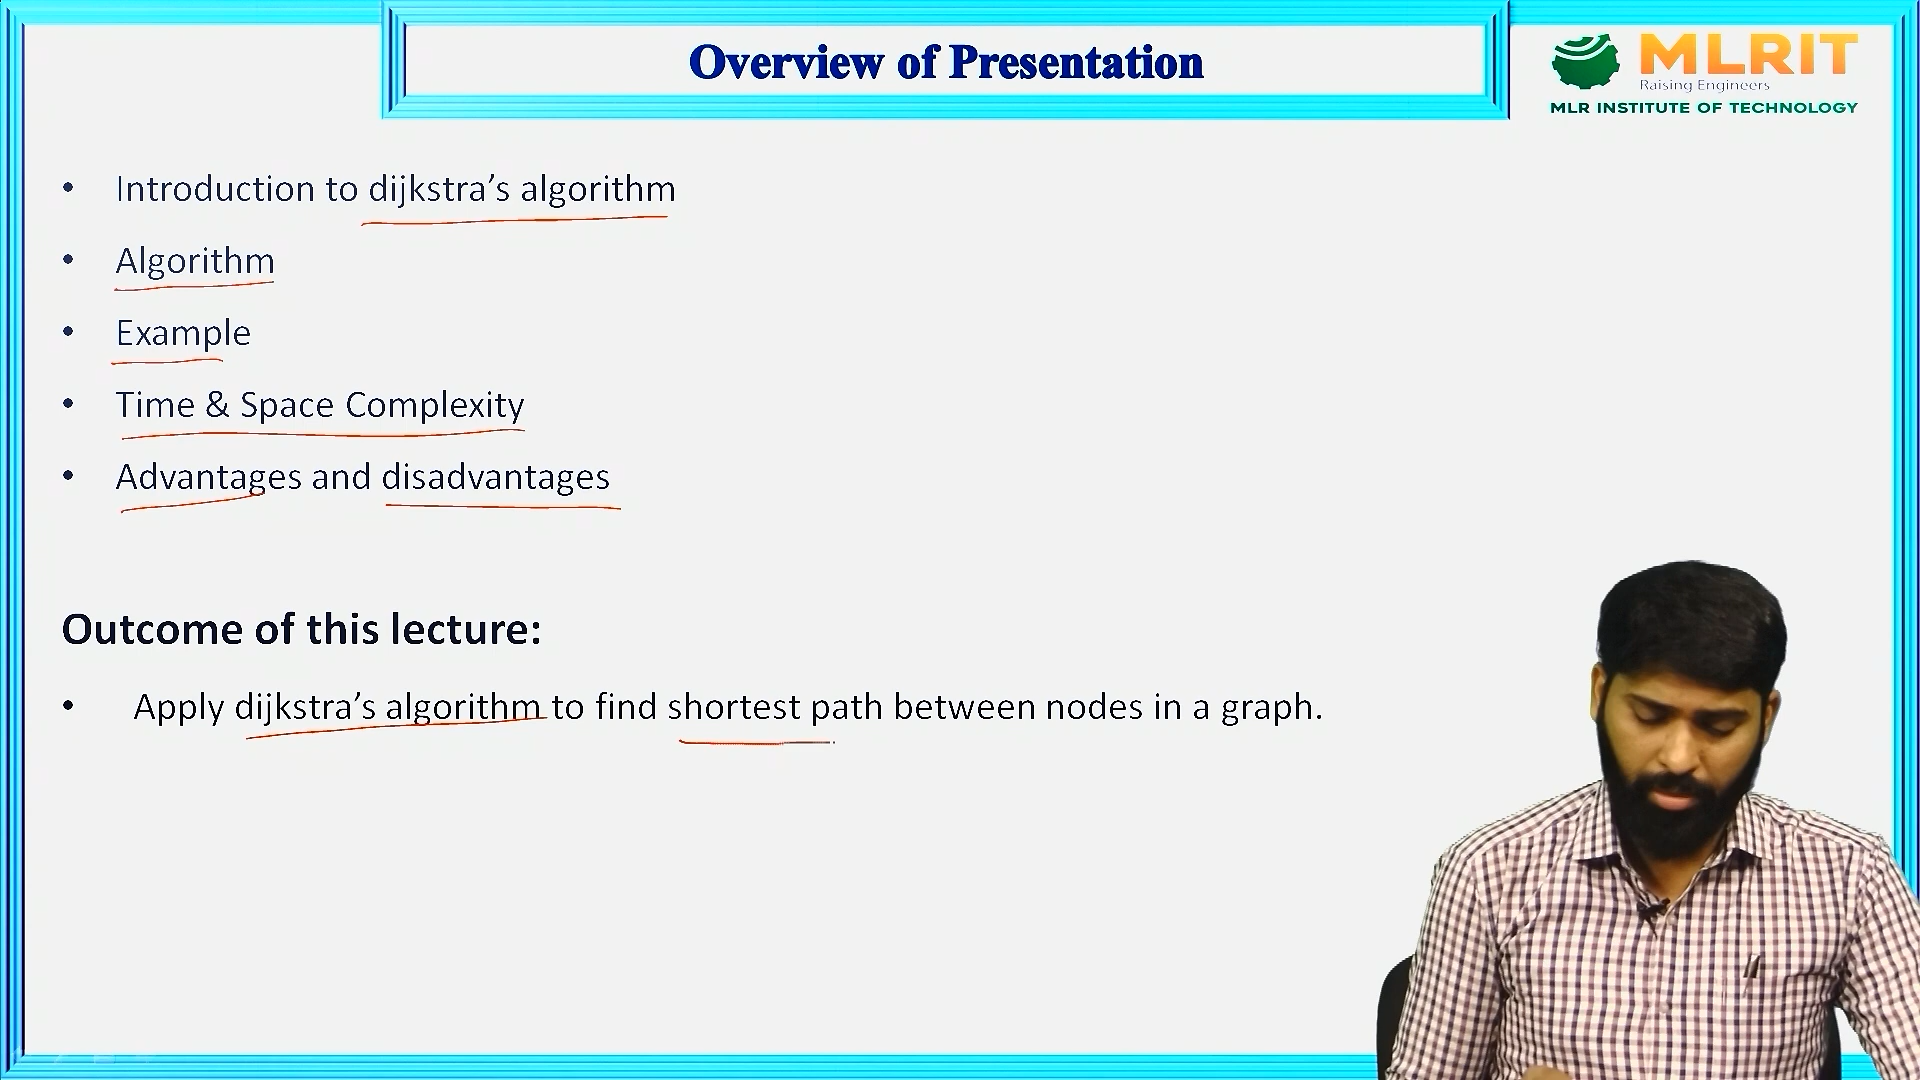 Overview of Presentation
MLRIT
Raising Engineers
MLR INSTITUTE OF TECHNOLOGY
• Introduction to dijkstra’s algorithm
• Algorithm
• Example
• Time & Space Complexity
• Advantages and disadvantages
Outcome of this lecture:
• Apply dijkstra’s algorithm to find shortest path between nodes in a graph.